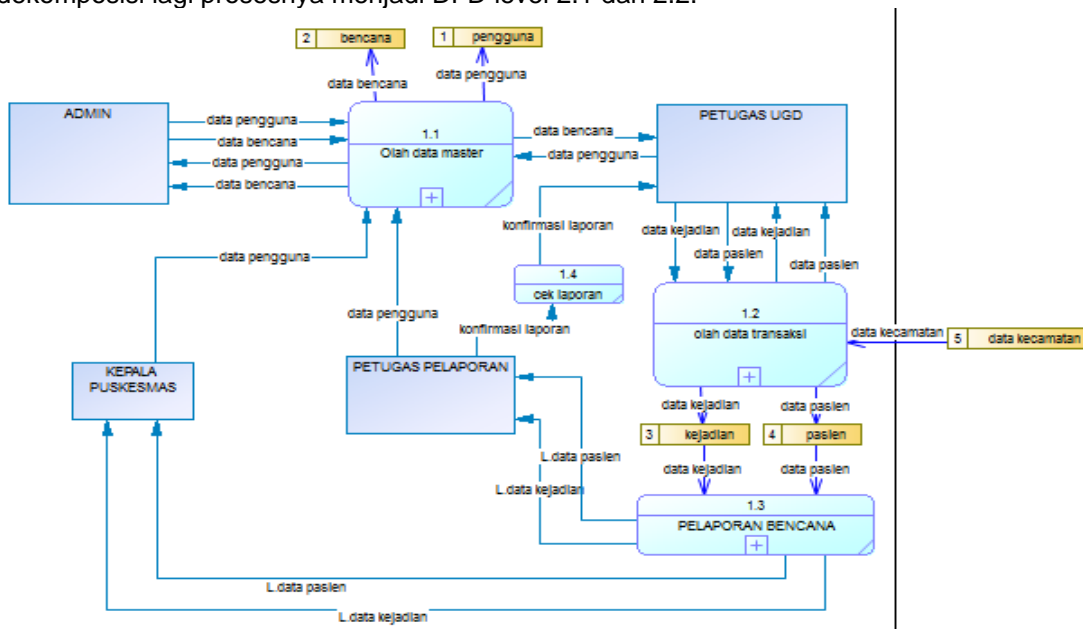 dekomposisi lagi prosesnya menjadi DFD level 2.1 dan 2.2.
2 bencana
1 pengguna
data bencana
data pengguna
ADMIN
data pengguna
data bencana
data pengguna
data bencana
1.1
Olah data master
data bencana
data pengguna
PETUGAS UGD
konfirmasi laporan
data kejadian
data pasien
data kejadian
data pasien
data pengguna
1.4
cek laporan
data pengguna
konfirmasi laporan
1.2
olah data transaksi
data kecamatan
5 data kecamatan
KEPALA
PUSKESMAS
PETUGAS PELAPORAN
data kejadian
data pasien
3 kejadian
4 pasien
L.data pasien
L.data kejadian
data kejadian
data pasien
1.3
PELAPORAN BENCANA
L.data pasien
L.data kejadian